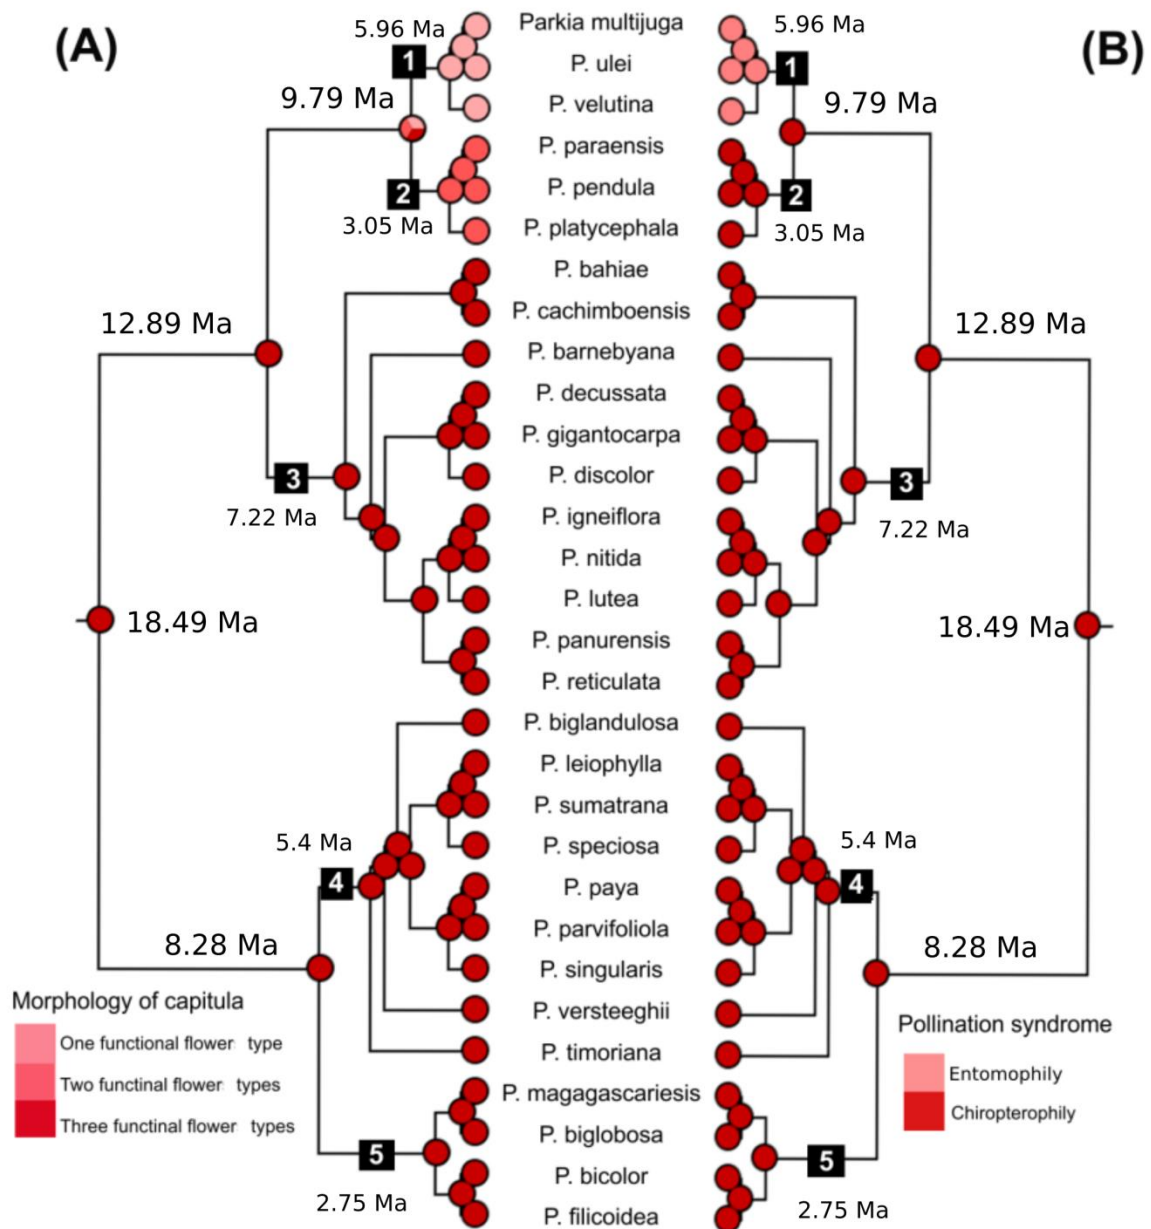 (A)
(B)
5.96 Ma
Parkia multijuga
5.96 Ma
1
P. ulei
1
9.79 Ma
P. velutina
9.79 Ma
P. paraensis
2
P. pendula
2
3.05 Ma
P. platycephala
3.05 Ma
P. bahiae
12.89 Ma
P. cachimboensis
12.89 Ma
P. barnebyana
P. decussata
P. gigantocarpa
3
P. discolor
3
7.22 Ma
P. igneiflora
7.22 Ma
P. nitida
P. lutea
18.49 Ma
P. panurensis
18.49 Ma
P. reticulata
P. biglandulosa
P. leiophylla
P. sumatrana
5.4 Ma
P. speciosa
5.4 Ma
4
P. paya
4
P. parvifoliola
8.28 Ma
P. singularis
8.28 Ma
P. versteeghii
P. timoriana
P. magagascariesis
P. biglobosa
5
P. bicolor
5
2.75 Ma
P. filicoidea
2.75 Ma
Morphology of capitula
One functional flower type
Two functinal flower types
Three functinal flower types
Pollination syndrome
Entomophily
Chiropterophily